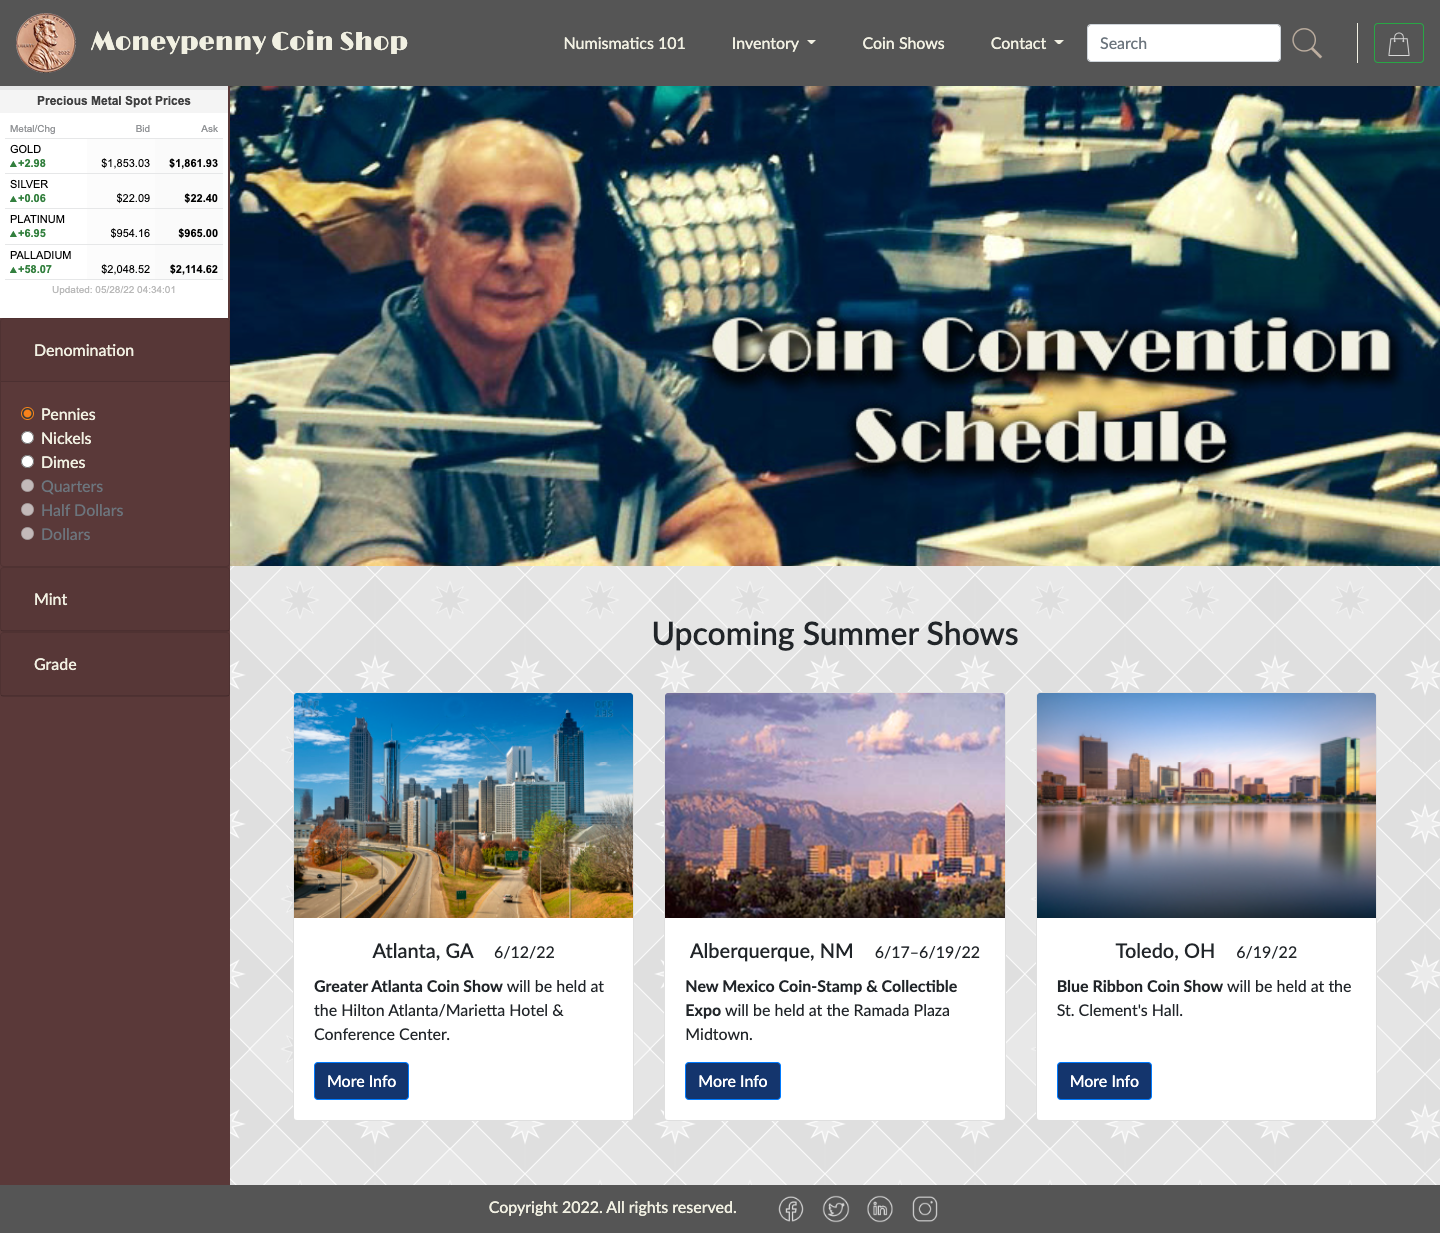 Moneypenny Coin Shop
Numismatics 101
Inventory
Coin Shows
Contact
Search
Precious Metal Spot Prices
Metal/Chg Bid Ask
GOLD
▲+2.98 $1,853.03 $1,861.93
SILVER
▲+0.06 $22.09 $22.40
PLATINUM
▲+6.95 $954.16 $965.00
PALLADIUM
▲+58.07 $2,048.52 $2,114.62
Updated: 05/28/22 04:34:01
Denomination
Pennies
Nickels
Dimes
Quarters
Half Dollars
Dollars
Mint
Grade
Coin Convention
Schedule
Upcoming Summer Shows
Atlanta, GA 6/12/22
Greater Atlanta Coin Show will be held at
the Hilton Atlanta/Marietta Hotel &
Conference Center.
More Info
Alberquerque, NM 6/17–6/19/22
New Mexico Coin-Stamp & Collectible
Expo will be held at the Ramada Plaza
Midtown.
More Info
Toledo, OH 6/19/22
Blue Ribbon Coin Show will be held at the
St. Clement's Hall.
More Info
Copyright 2022. All rights reserved.